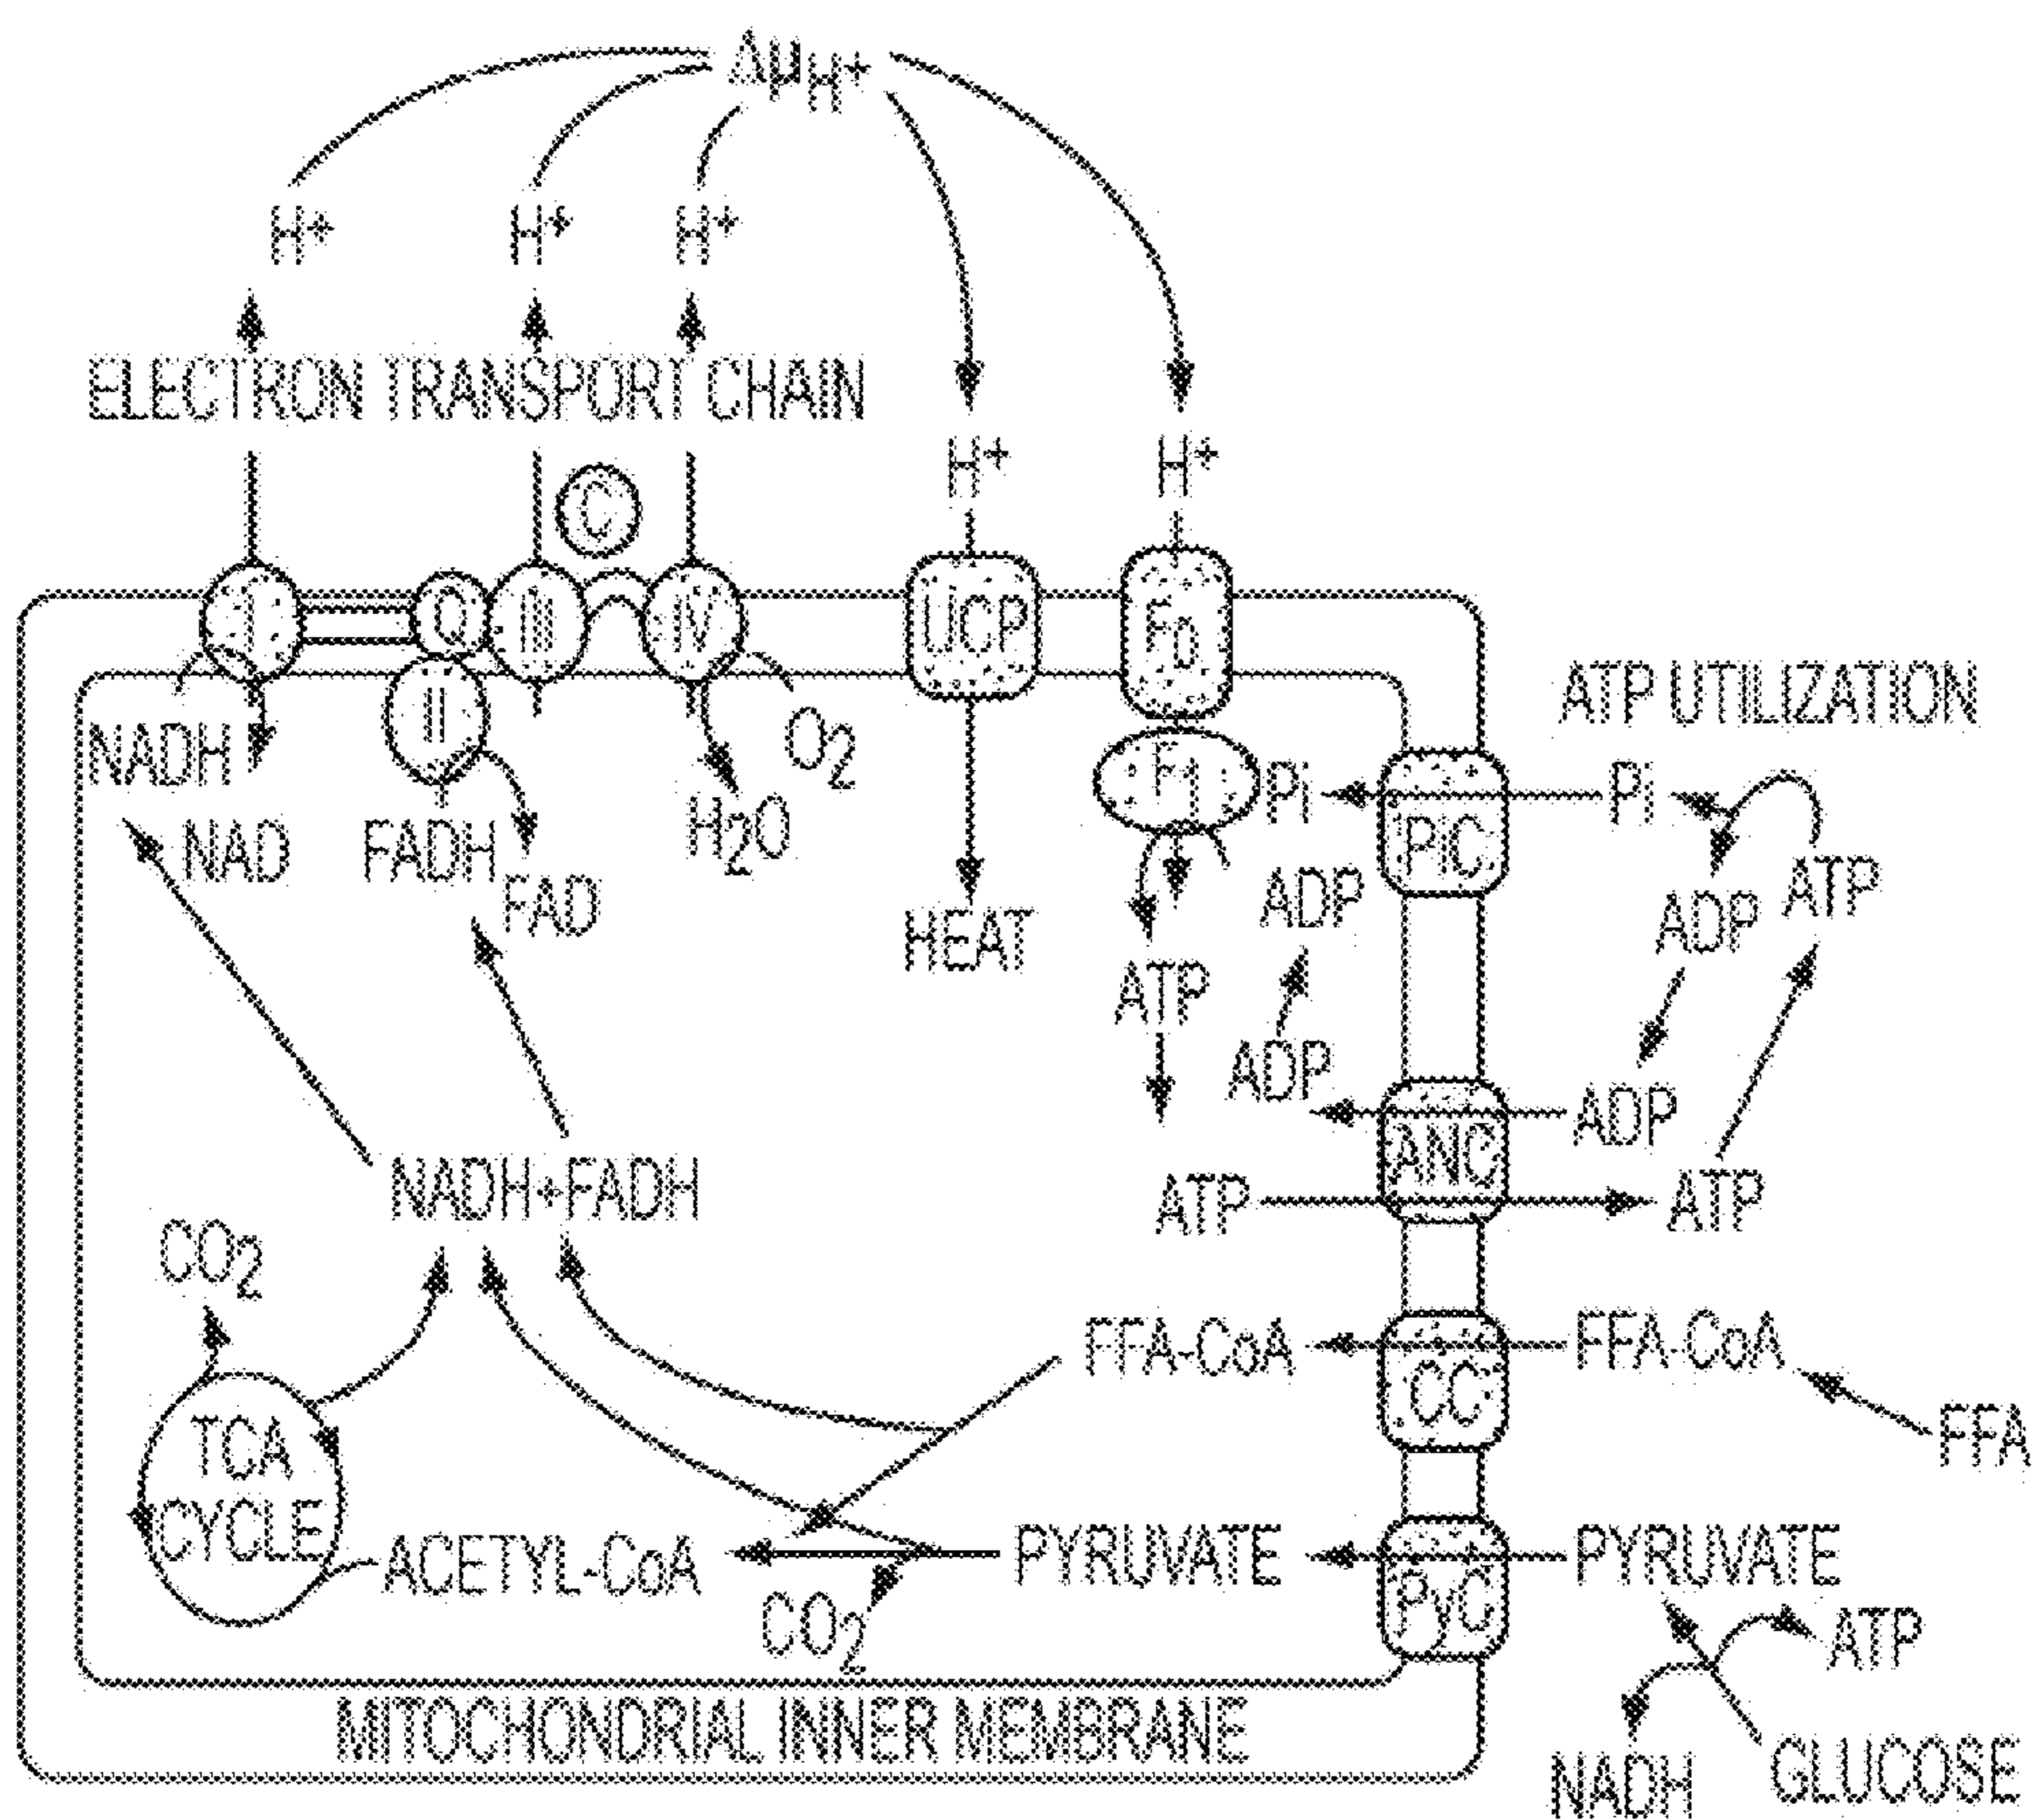 ΔμH+
H+ H+ H+
ELECTRON TRANSPORT CHAIN
H+ H+
C
I Q III IV UCP F0
II
ATP UTILIZATION
NADH O2 F1 Pi Pi
PiC
NAD FADH H2O
FAD HEAT ADP ADP ATP
ATP
ADP ADP
ANC
NADH+FADH ATP ATP
CO2
FFA-CoA FFA-CoA
CC
FFA
TCA
CYCLE
ACETYL-CoA PYRUVATE PYRUVATE
CO2 PyC ATP
MITOCHONDRIAL INNER MEMBRANE
NADH GLUCOSE